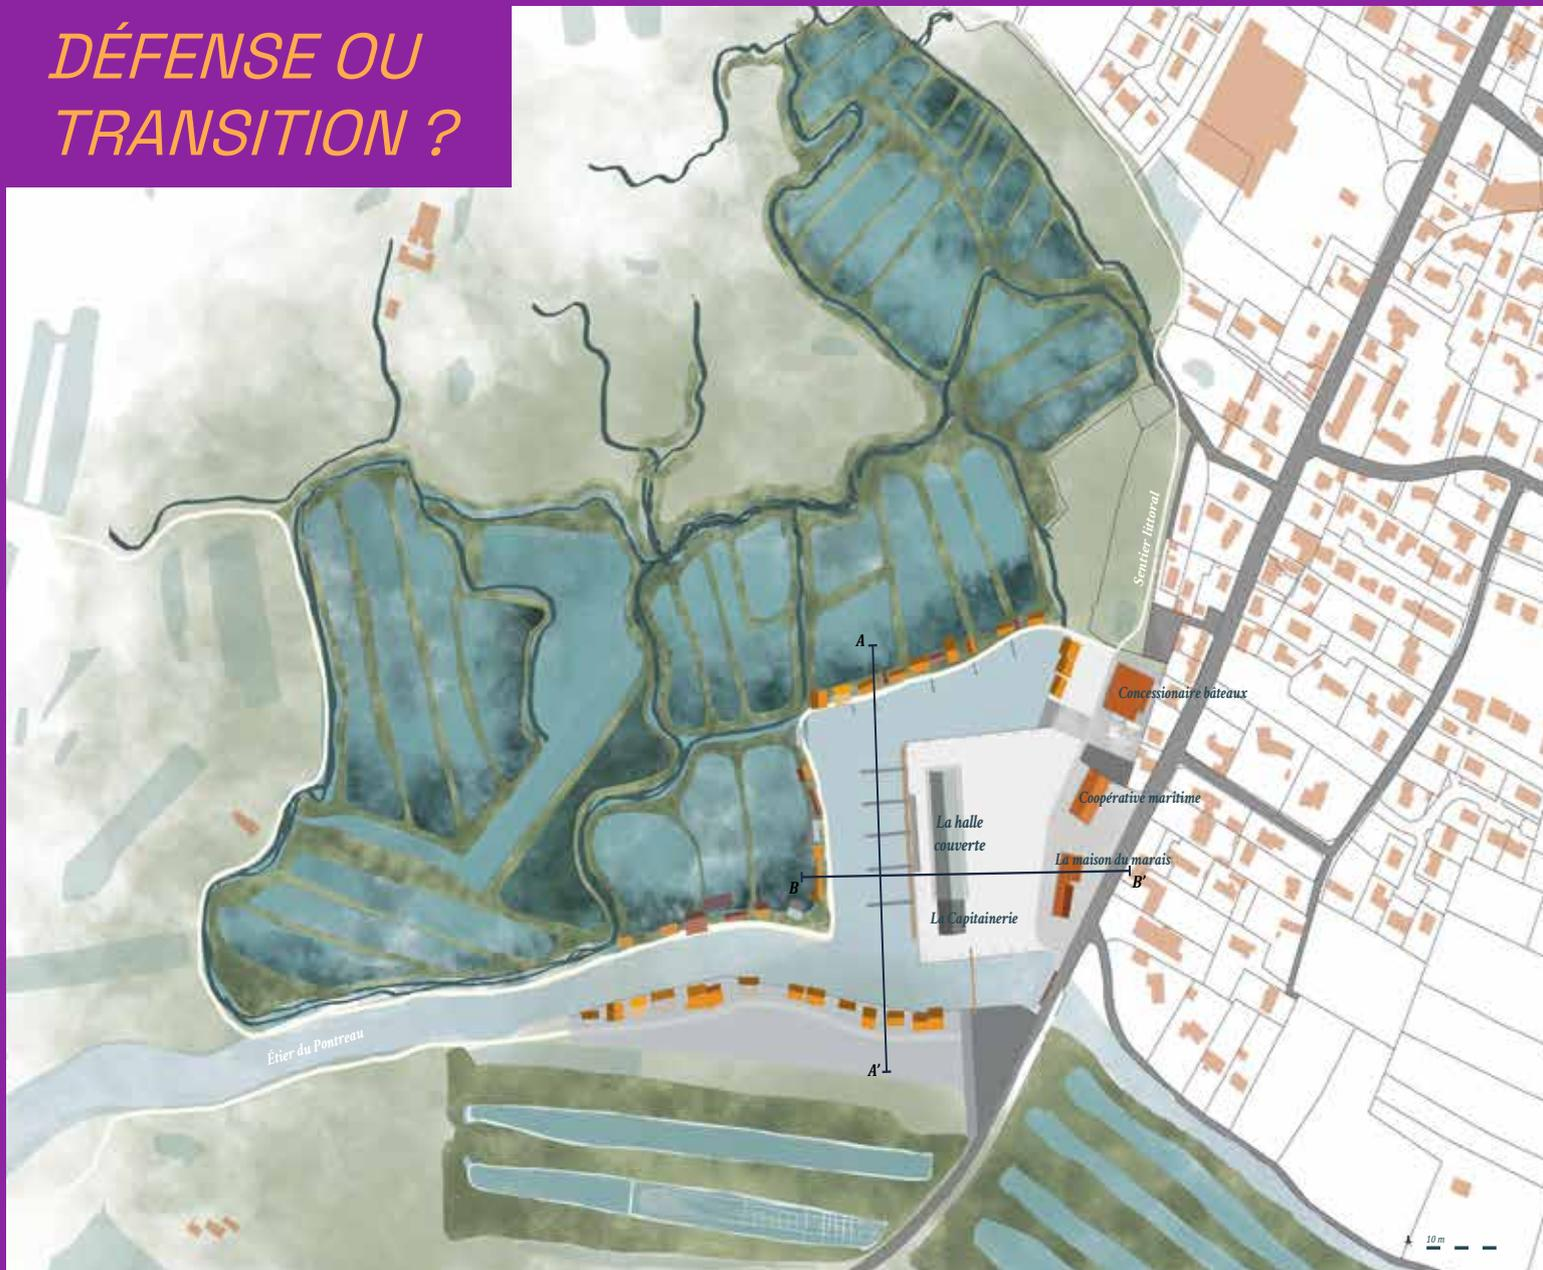 DÉFENSE OU
TRANSITION ?
Sentier littoral
A
Concessionaire bâteaux
Coopérative maritime
La halle
couverte
La maison du marais
B
B'
La Capitainerie
Étier du Pontreau
A'
10 m